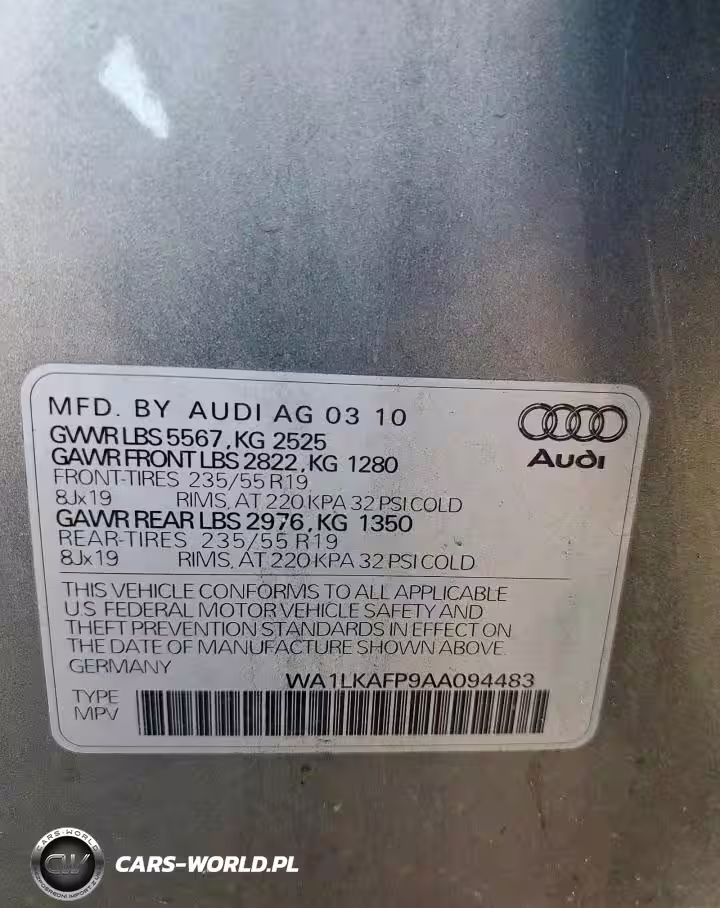 MFD. BY AUDI AG 03 10
GVWR LBS 5567, KG 2525
GAWR FRONT LBS 2822, KG 1280
FRONT-TIRES 235/55 R19
8Jx19 RIMS, AT 220 KPA 32 PSI COLD
GAWR REAR LBS 2976, KG 1350
REAR-TIRES 235/55 R19
8Jx19 RIMS, AT 220 KPA 32 PSI COLD
Audi
THIS VEHICLE CONFORMS TO ALL APPLICABLE
U.S. FEDERAL MOTOR VEHICLE SAFETY AND
THEFT PREVENTION STANDARDS IN EFFECT ON
THE DATE OF MANUFACTURE SHOWN ABOVE.
GERMANY WA1LKAFP9AA094483
TYPE
MPV
CARS-WORLD
CW
CARS-WORLD.PL